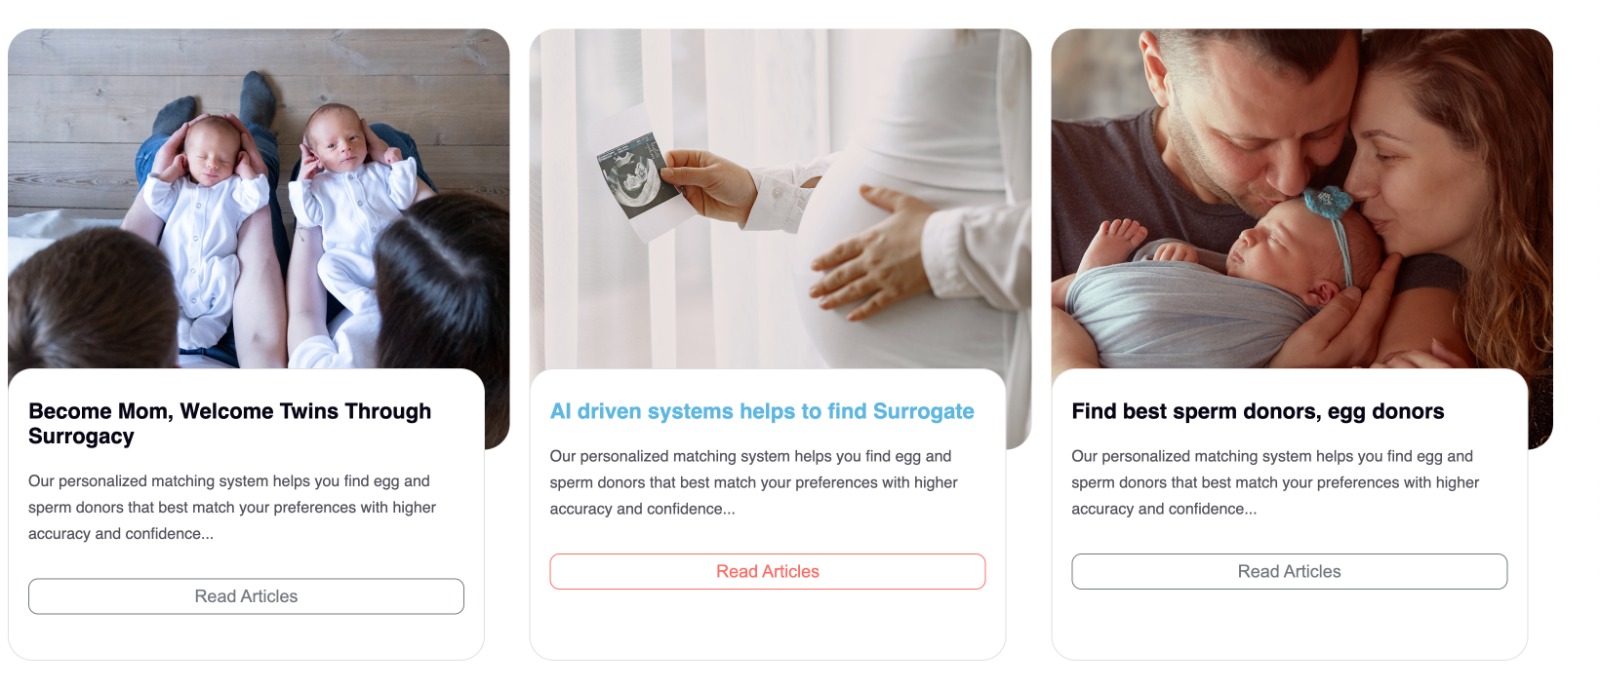 Become Mom, Welcome Twins Through
Surrogacy
Our personalized matching system helps you find egg and
sperm donors that best match your preferences with higher
accuracy and confidence...
Read Articles
AI driven systems helps to find Surrogate
Our personalized matching system helps you find egg and
sperm donors that best match your preferences with higher
accuracy and confidence...
Read Articles
Find best sperm donors, egg donors
Our personalized matching system helps you find egg and
sperm donors that best match your preferences with higher
accuracy and confidence...
Read Articles